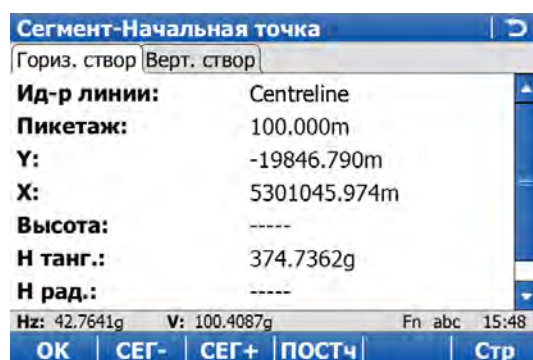 Сегмент-Начальная точка
Гориз. створ Верт. створ
Ид-р линии: Centreline
Пикетаж: 100.000m
Y: -19846.790m
X: 5301045.974m
Высота: -----
Н танг.: 374.7362g
Н рад.: -----
Hz: 42.7641g V: 100.4087g Fn abc 15:48
ОК СЕГ- СЕГ+ ПОСТч Стр